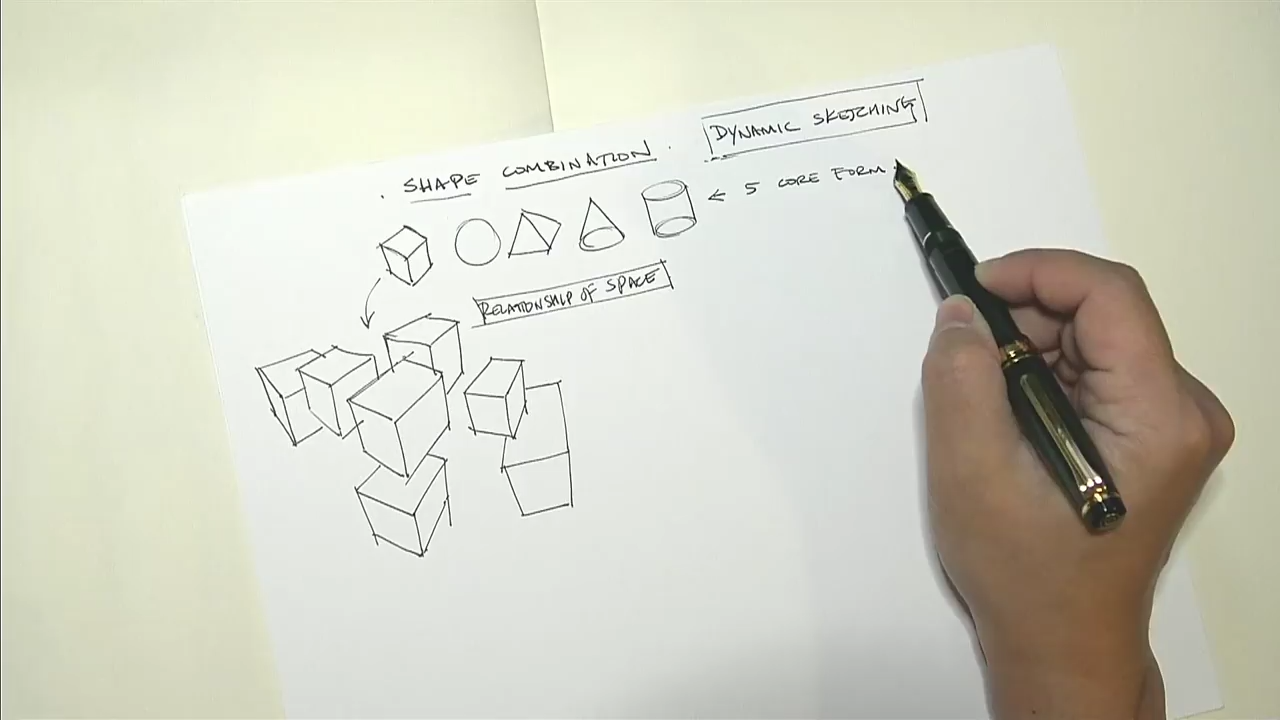 SHAPE COMBINATION
DYNAMIC SKETCHING
← 5 CORE FORM
RELATIONSHIP OF SPACE